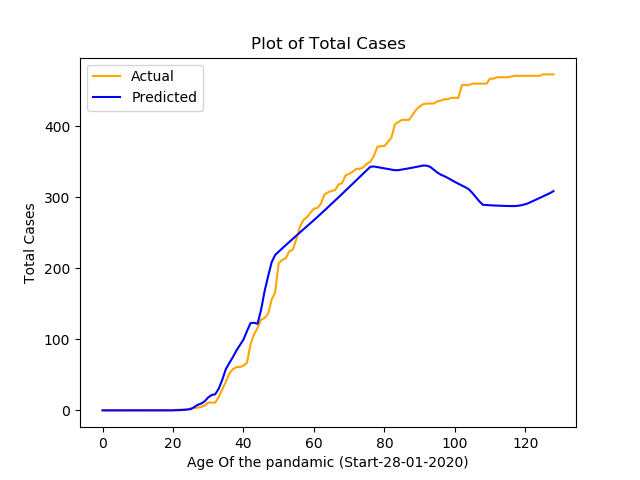 Plot of Total Cases
Actual
Predicted
Total Cases
400
300
200
100
0
0 20 40 60 80 100 120
Age Of the pandamic (Start-28-01-2020)